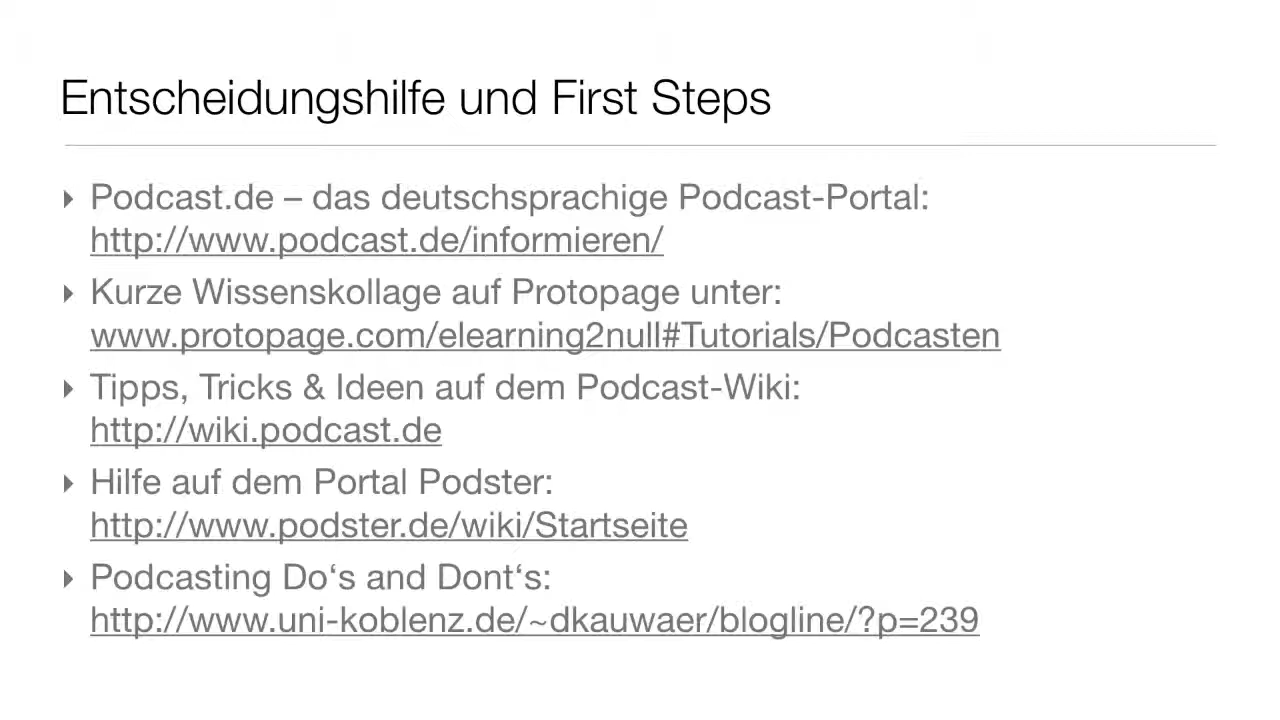 Entscheidungshilfe und First Steps
Podcast.de – das deutschsprachige Podcast-Portal:
http://www.podcast.de/informieren/
Kurze Wissenskollage auf Protopage unter:
www.protopage.com/elearning2null#Tutorials/Podcasten
Tipps, Tricks & Ideen auf dem Podcast-Wiki:
http://wiki.podcast.de
Hilfe auf dem Portal Podster:
http://www.podster.de/wiki/Startseite
Podcasting Do‘s and Dont‘s:
http://www.uni-koblenz.de/~dkauwaer/blogline/?p=239